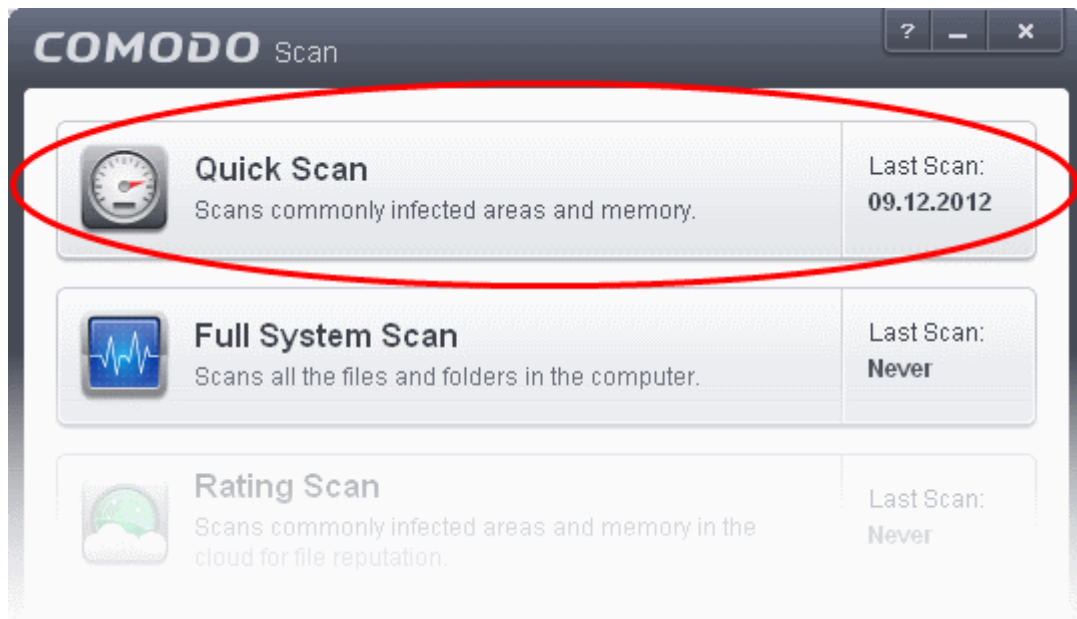 COMODO Scan
? – ×
Quick Scan
Scans commonly infected areas and memory.
Last Scan:
09.12.2012
Full System Scan
Scans all the files and folders in the computer.
Last Scan:
Never
Rating Scan
Scans commonly infected areas and memory in the
cloud for file reputation.
Last Scan:
Never